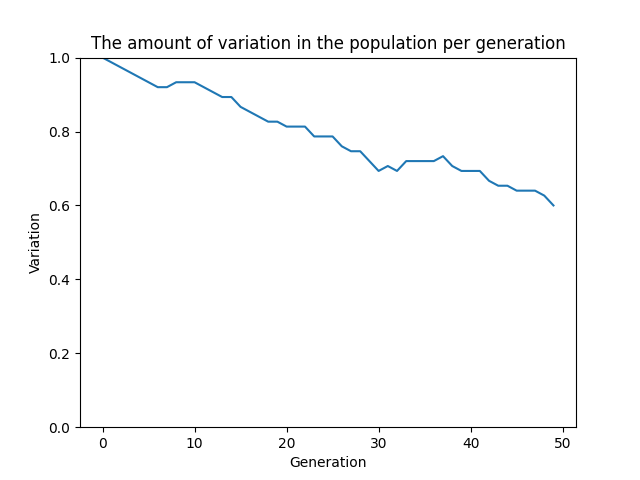 The amount of variation in the population per generation
1.0
0.8
0.6
0.4
0.2
0.0
Variation
0 10 20 30 40 50
Generation